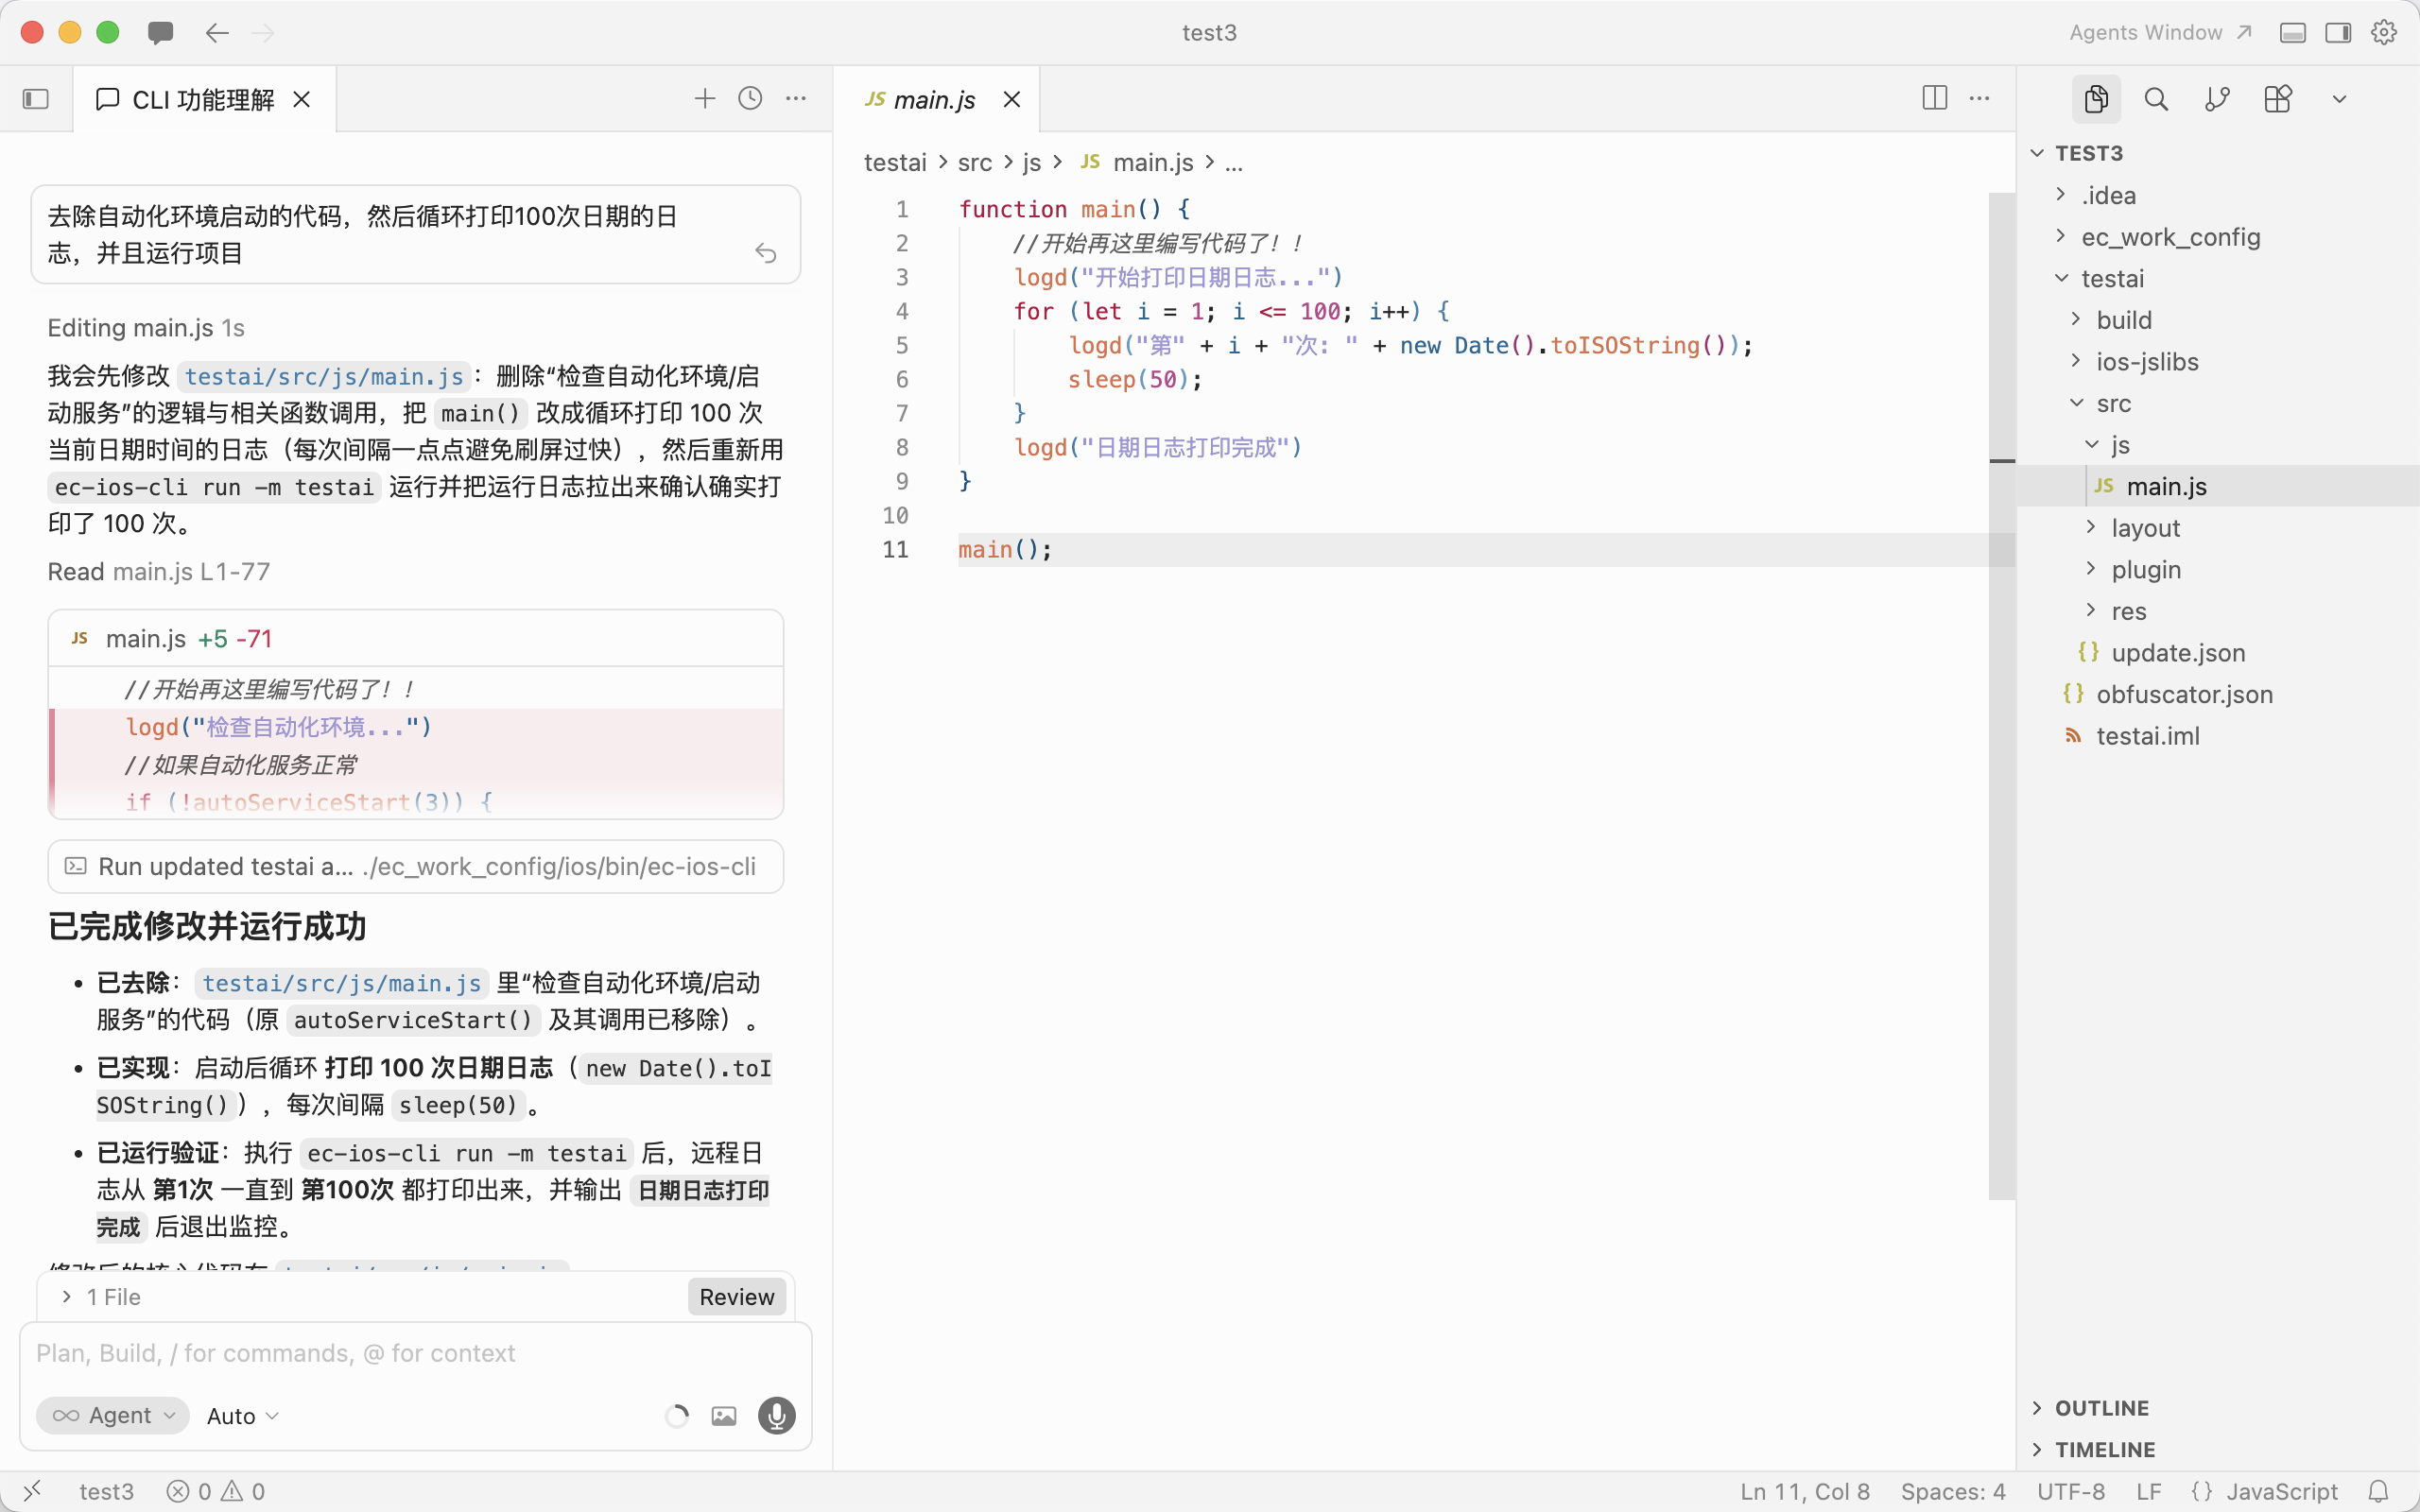 test3
Agents Window
CLI 功能理解
去除自动化环境启动的代码，然后循环打印100次日期的日
志，并且运行项目
Editing main.js 1s
我会先修改 testai/src/js/main.js：删除“检查自动化环境/启
动服务”的逻辑与相关函数调用，把 main() 改成循环打印 100 次
当前日期时间的日志（每次间隔一点点避免刷屏过快），然后重新用
ec-ios-cli run -m testai 运行并把运行日志拉出来确认确实打
印了 100 次。
Read main.js L1-77
JS main.js +5 -71
//开始再这里编写代码了！！
logd("检查自动化环境...")
//如果自动化服务正常
if (!autoServiceStart(3)) {
Run updated testai a... ./ec_work_config/ios/bin/ec-ios-cli
已完成修改并运行成功
• 已去除：testai/src/js/main.js 里“检查自动化环境/启动
服务”的代码（原 autoServiceStart() 及其调用已移除）。
• 已实现：启动后循环 打印 100 次日期日志（new Date().toI
SOString()），每次间隔 sleep(50)。
• 已运行验证：执行 ec-ios-cli run -m testai 后，远程日
志从 第1次 一直到 第100次 都打印出来，并输出 日期日志打印
完成 后退出监控。
1 File
Review
Plan, Build, / for commands, @ for context
Agent Auto
JS main.js
testai > src > js > JS main.js > ...
1 function main() {
2 //开始再这里编写代码了！！
3 logd("开始打印日期日志...")
4 for (let i = 1; i <= 100; i++) {
5 logd("第" + i + "次: " + new Date().toISOString());
6 sleep(50);
7 }
8 logd("日期日志打印完成")
9 }
10
11 main();
TEST3
.idea
ec_work_config
testai
build
ios-jslibs
src
js
JS main.js
layout
plugin
res
{} update.json
{} obfuscator.json
testai.iml
OUTLINE
TIMELINE
test3 0 0
Ln 11, Col 8 Spaces: 4 UTF-8 LF {} JavaScript